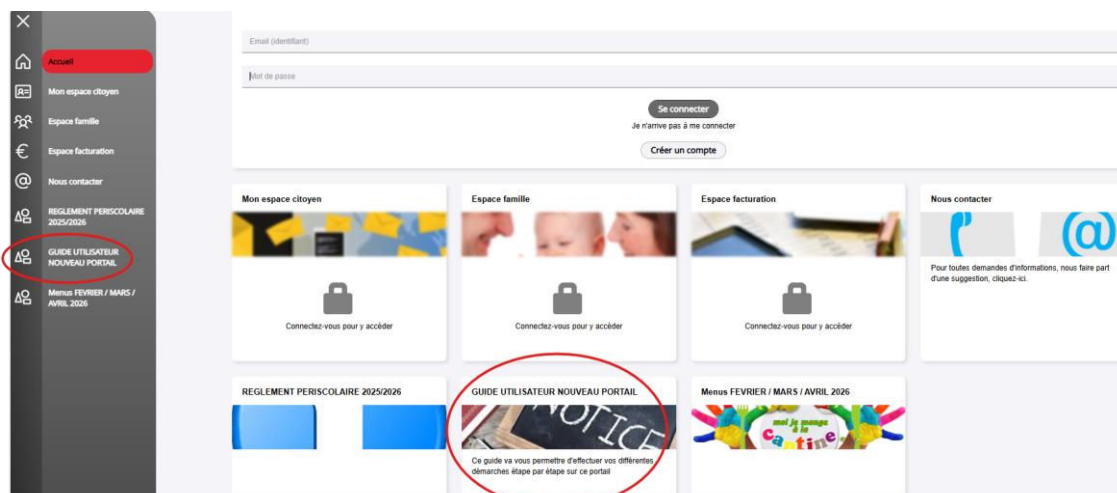 Accueil
Mon espace citoyen
Espace famille
Espace facturation
Nous contacter
REGLEMENT PERISCOLAIRE
2025/2026
GUIDE UTILISATEUR
NOUVEAU PORTAIL
Menus FEVRIER / MARS /
AVRIL 2026
Email (identifiant)
Mot de passe
Se connecter
Je n'arrive pas à me connecter
Créer un compte
Mon espace citoyen
Connectez-vous pour y accéder
Espace famille
Connectez-vous pour y accéder
Espace facturation
Connectez-vous pour y accéder
Nous contacter
@
Pour toutes demandes d'informations, nous faire part
d'une suggestion, cliquez-ici.
REGLEMENT PERISCOLAIRE 2025/2026
GUIDE UTILISATEUR NOUVEAU PORTAIL
NOTICE
Ce guide va vous permettre d'effectuer vos différentes
démarches étape par étape sur ce portail
Menus FEVRIER / MARS / AVRIL 2026
moi je mange
à la
cantine